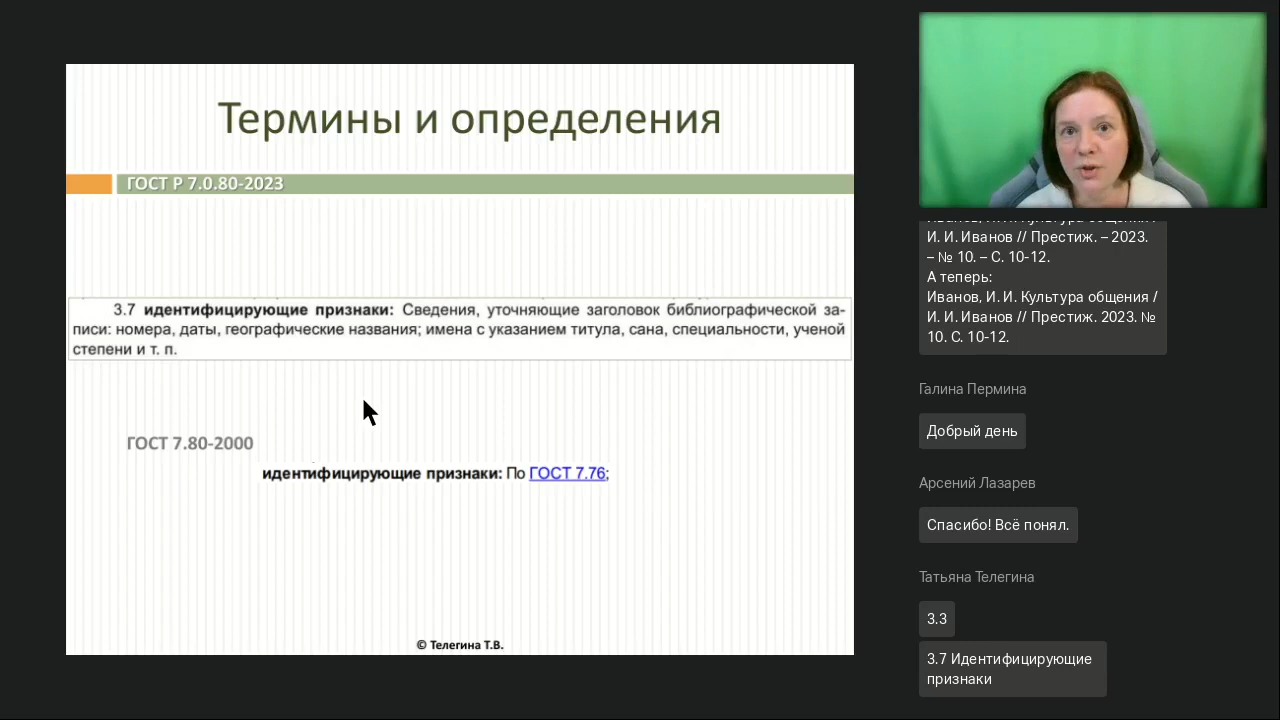 Термины и определения
ГОСТ Р 7.0.80-2023
3.7 идентифицирующие признаки: Сведения, уточняющие заголовок библиографической за-
писи: номера, даты, географические названия; имена с указанием титула, сана, специальности, ученой
степени и т. п.
ГОСТ 7.80-2000
идентифицирующие признаки: По ГОСТ 7.76;
© Телегина Т.В.
И. И. Иванов // Престиж. – 2023.
– № 10. – С. 10-12.
А теперь:
Иванов, И. И. Культура общения /
И. И. Иванов // Престиж. 2023. №
10. С. 10-12.
Галина Пермина
Добрый день
Арсений Лазарев
Спасибо! Всё понял.
Татьяна Телегина
3.3
3.7 Идентифицирующие
признаки